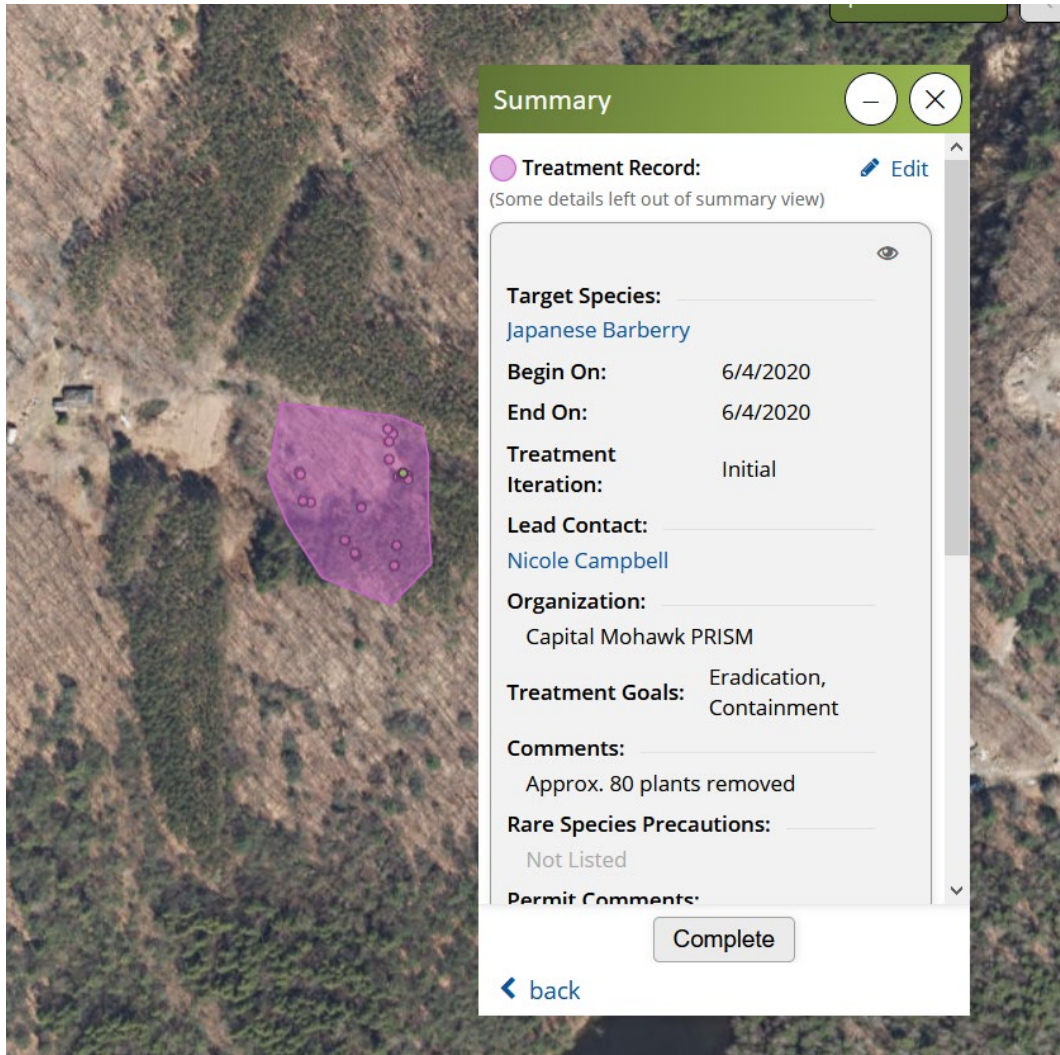 Summary
Treatment Record:
Edit
(Some details left out of summary view)
Target Species:
Japanese Barberry
Begin On: 6/4/2020
End On: 6/4/2020
Treatment
Iteration:
Initial
Lead Contact:
Nicole Campbell
Organization:
Capital Mohawk PRISM
Treatment Goals:
Eradication,
Containment
Comments:
Approx. 80 plants removed
Rare Species Precautions:
Not Listed
Permit Comments:
Complete
back